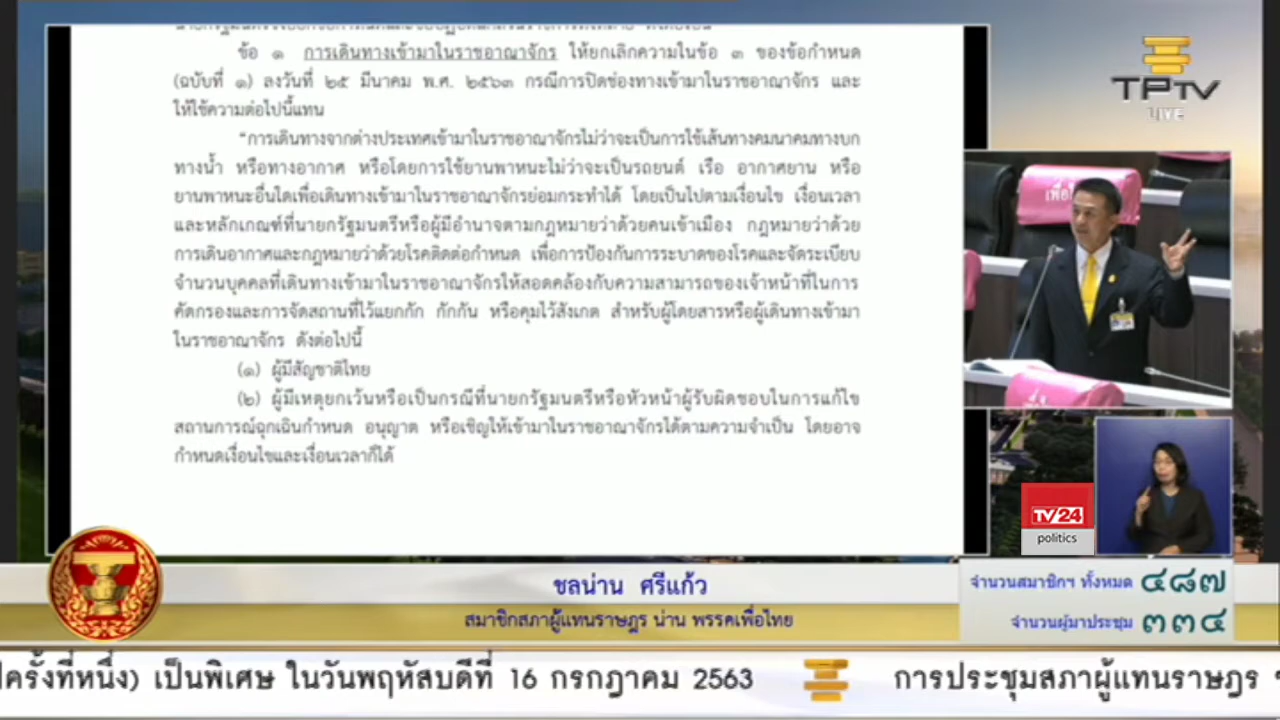 ข้อ ๑ การเดินทางเข้ามาในราชอาณาจักร ให้ยกเลิกความในข้อ ๓ ของข้อกำหนด
(ฉบับที่ ๑) ลงวันที่ ๒๕ มีนาคม พ.ศ. ๒๕๖๓ กรณีการปิดช่องทางเข้ามาในราชอาณาจักร และ
ให้ใช้ความต่อไปนี้แทน
“การเดินทางจากต่างประเทศเข้ามาในราชอาณาจักรไม่ว่าจะเป็นการใช้เส้นทางคมนาคมทางบก
ทางน้ำ หรือทางอากาศ หรือโดยการใช้ยานพาหนะไม่ว่าจะเป็นรถยนต์ เรือ อากาศยาน หรือ
ยานพาหนะอื่นใดเพื่อเดินทางเข้ามาในราชอาณาจักรย่อมกระทำได้ โดยเป็นไปตามเงื่อนไข เงื่อนเวลา
และหลักเกณฑ์ที่นายกรัฐมนตรีหรือผู้มีอำนาจตามกฎหมายว่าด้วยคนเข้าเมือง กฎหมายว่าด้วย
การเดินอากาศและกฎหมายว่าด้วยโรคติดต่อกำหนด เพื่อการป้องกันการระบาดของโรคและจัดระเบียบ
จำนวนบุคคลที่เดินทางเข้ามาในราชอาณาจักรให้สอดคล้องกับความสามารถของเจ้าหน้าที่ในการ
คัดกรองและการจัดสถานที่ไว้แยกกัก กักกัน หรือคุมไว้สังเกต สำหรับผู้โดยสารหรือผู้เดินทางเข้ามา
ในราชอาณาจักร ดังต่อไปนี้
(๑) ผู้มีสัญชาติไทย
(๒) ผู้มีเหตุยกเว้นหรือเป็นกรณีที่นายกรัฐมนตรีหรือหัวหน้าผู้รับผิดชอบในการแก้ไข
สถานการณ์ฉุกเฉินกำหนด อนุญาต หรือเชิญให้เข้ามาในราชอาณาจักรได้ตามความจำเป็น โดยอาจ
กำหนดเงื่อนไขและเงื่อนเวลาก็ได้
TPTV
LIVE
TV/24
politics
ชลน่าน ศรีแก้ว
สมาชิกสภาผู้แทนราษฎร น่าน พรรคเพื่อไทย
จำนวนสมาชิกฯ ทั้งหมด ๔๘๗
จำนวนผู้มาประชุม ๓๓๔
ครั้งที่หนึ่ง) เป็นพิเศษ ในวันพฤหัสบดีที่ 16 กรกฎาคม 2563 การประชุมสภาผู้แทนราษฎร